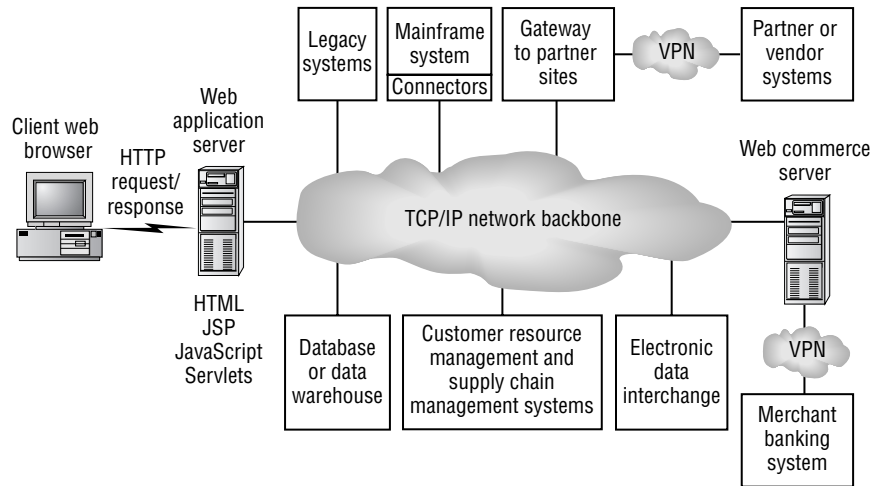 Legacy
systems
Mainframe
system
Connectors
Gateway
to partner
sites
VPN
Partner or
vendor
systems
Client web
browser
HTTP
request/
response
Web
application
server
HTML
JSP
JavaScript
Servlets
TCP/IP network backbone
Web commerce
server
Database
or data
warehouse
Customer resource
management and
supply chain
management systems
Electronic
data
interchange
VPN
Merchant
banking
system